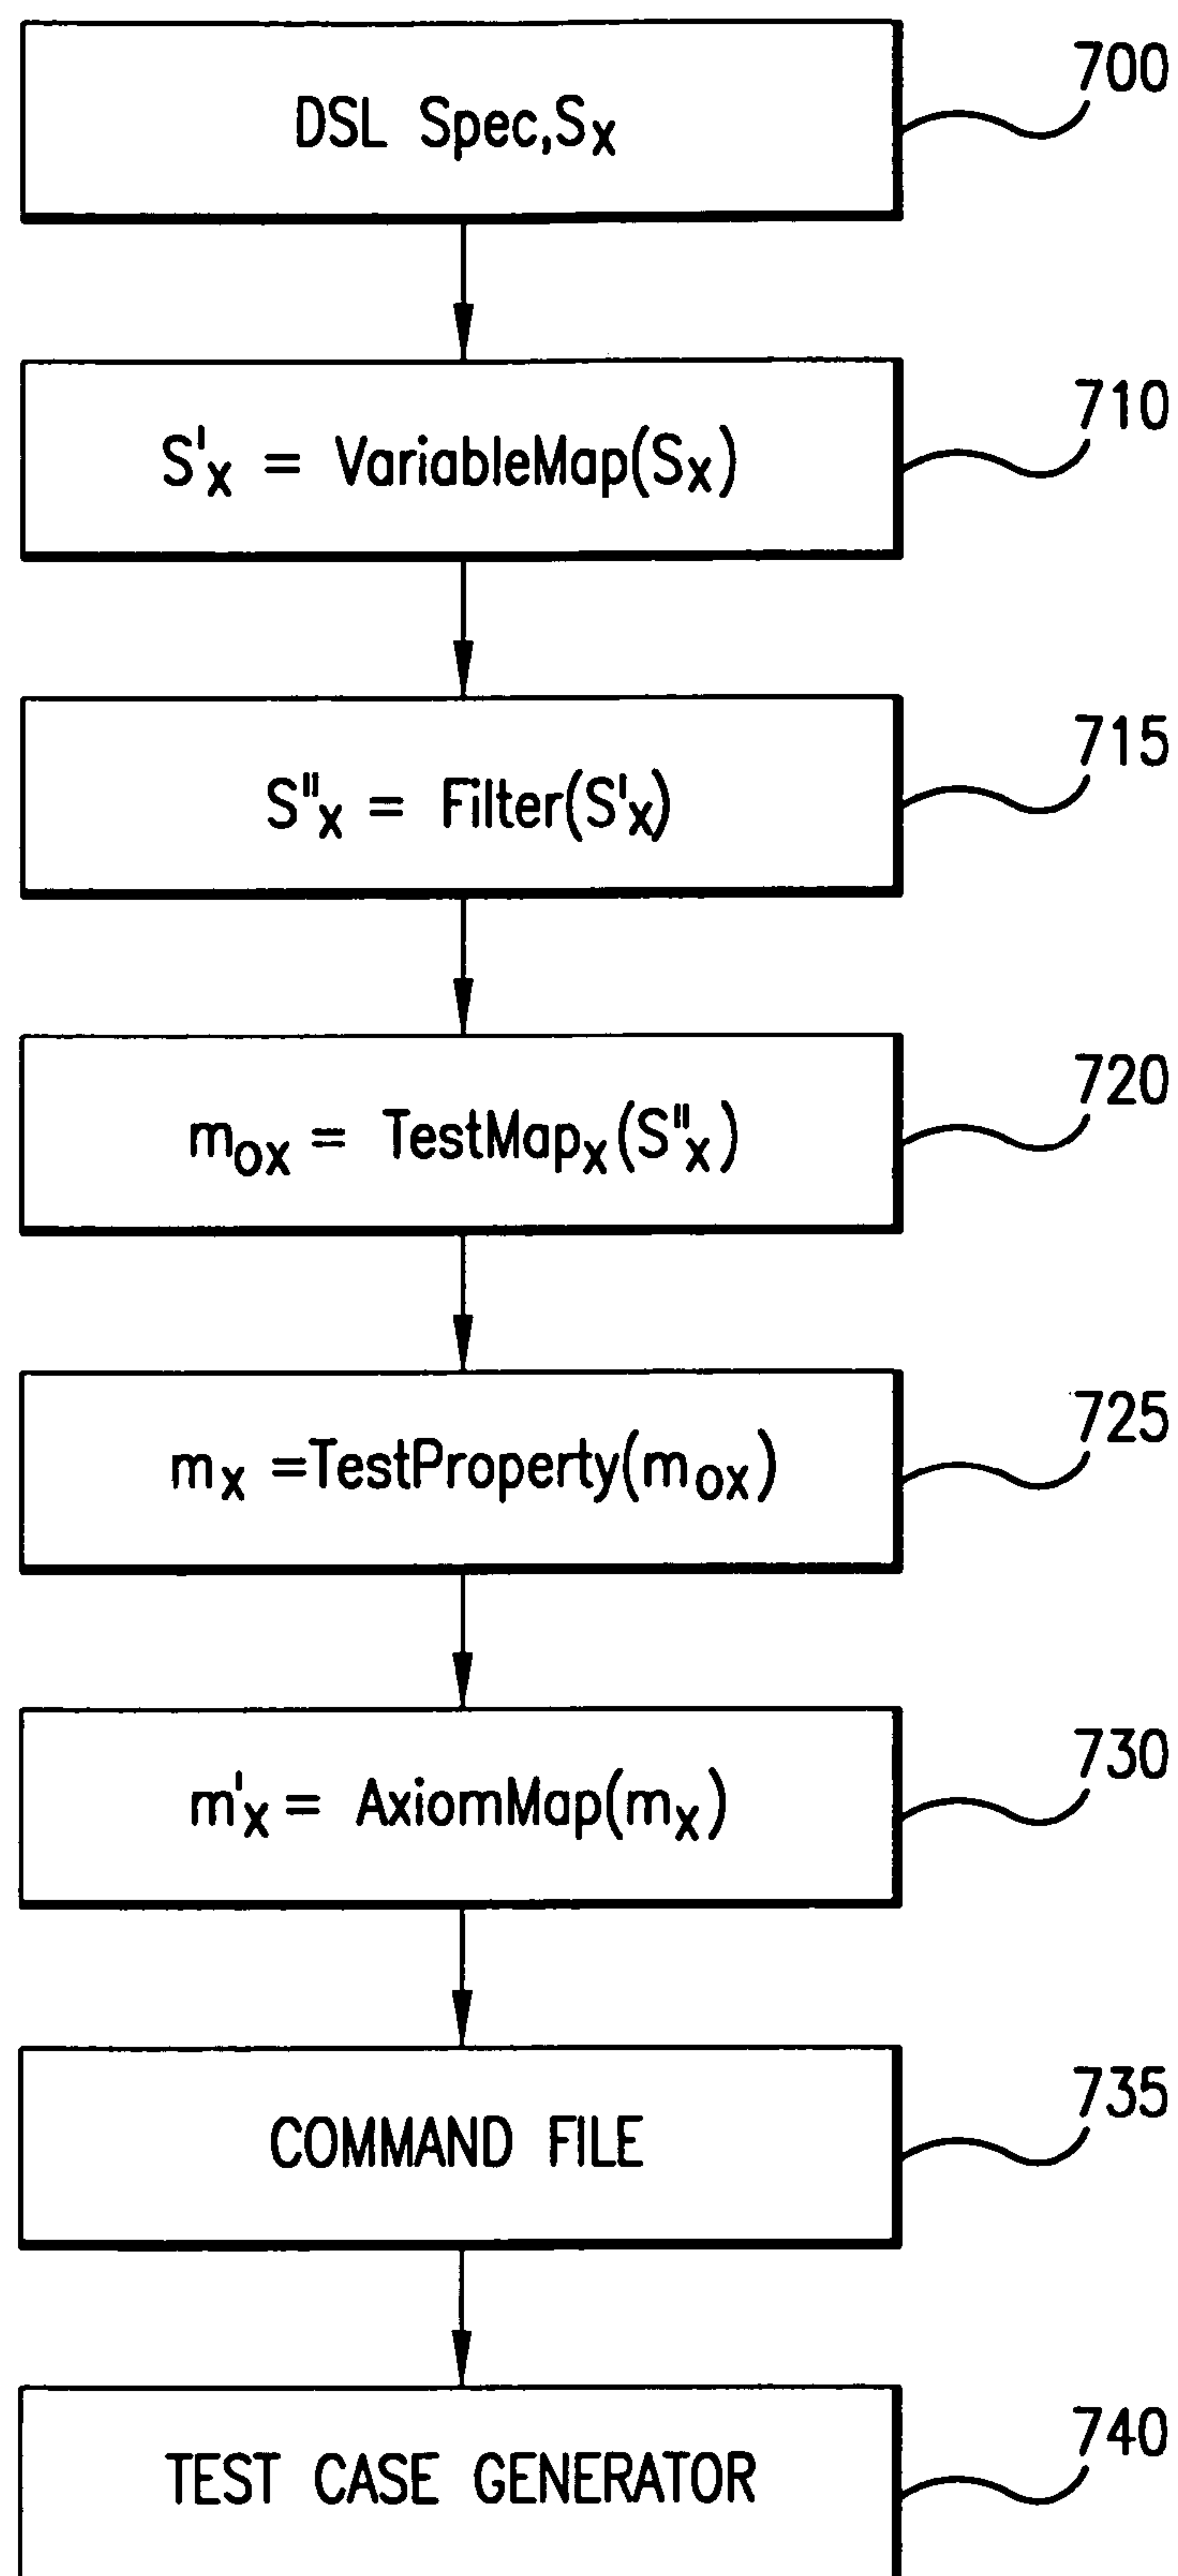 DSL Spec,Sx
700
S'x = VariableMap(Sx)
710
S"x = Filter(S'x)
715
mox = TestMapx(S"x)
720
mx =TestProperty(mox)
725
m'x = AxiomMap(mx)
730
COMMAND FILE
735
TEST CASE GENERATOR
740